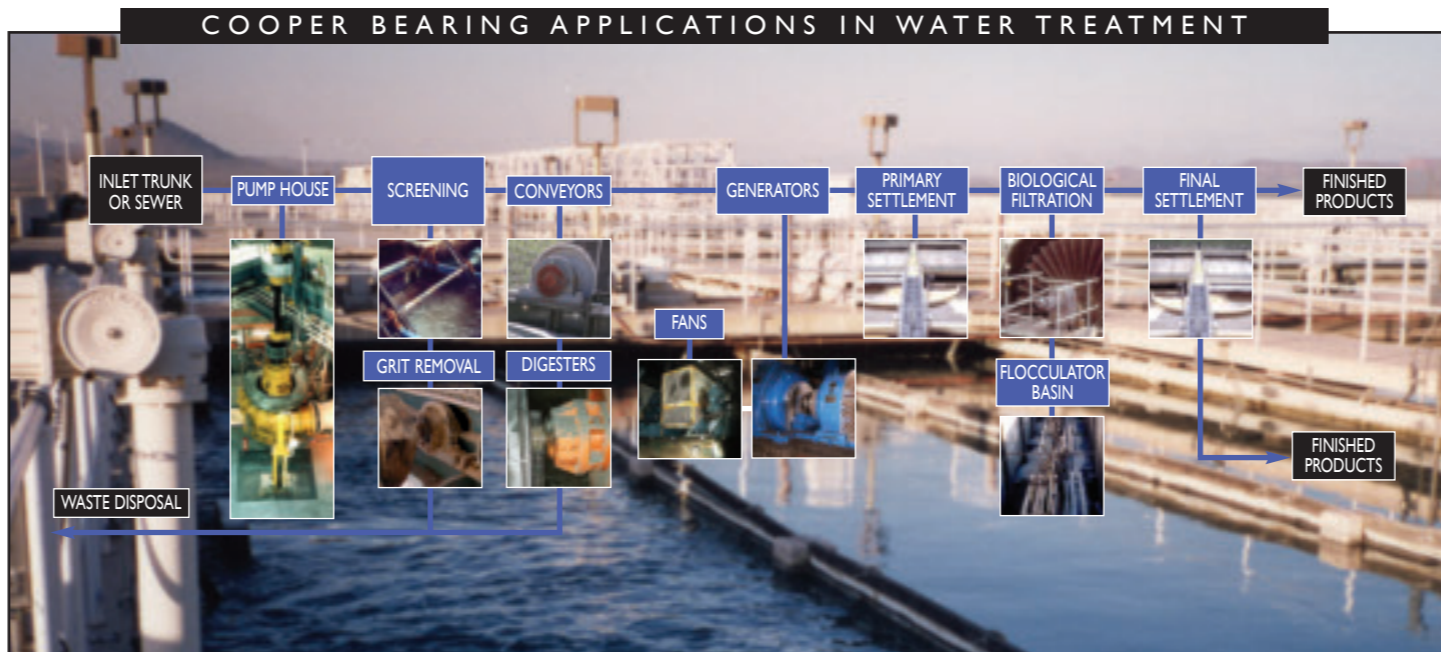 COOPER BEARING APPLICATIONS IN WATER TREATMENT
INLET TRUNK
OR SEWER
PUMP HOUSE
SCREENING
CONVEYORS
GENERATORS
PRIMARY
SETTLEMENT
BIOLOGICAL
FILTRATION
FINAL
SETTLEMENT
FINISHED
PRODUCTS
FANS
GRIT REMOVAL
DIGESTERS
FLOCCULATOR
BASIN
FINISHED
PRODUCTS
WASTE DISPOSAL